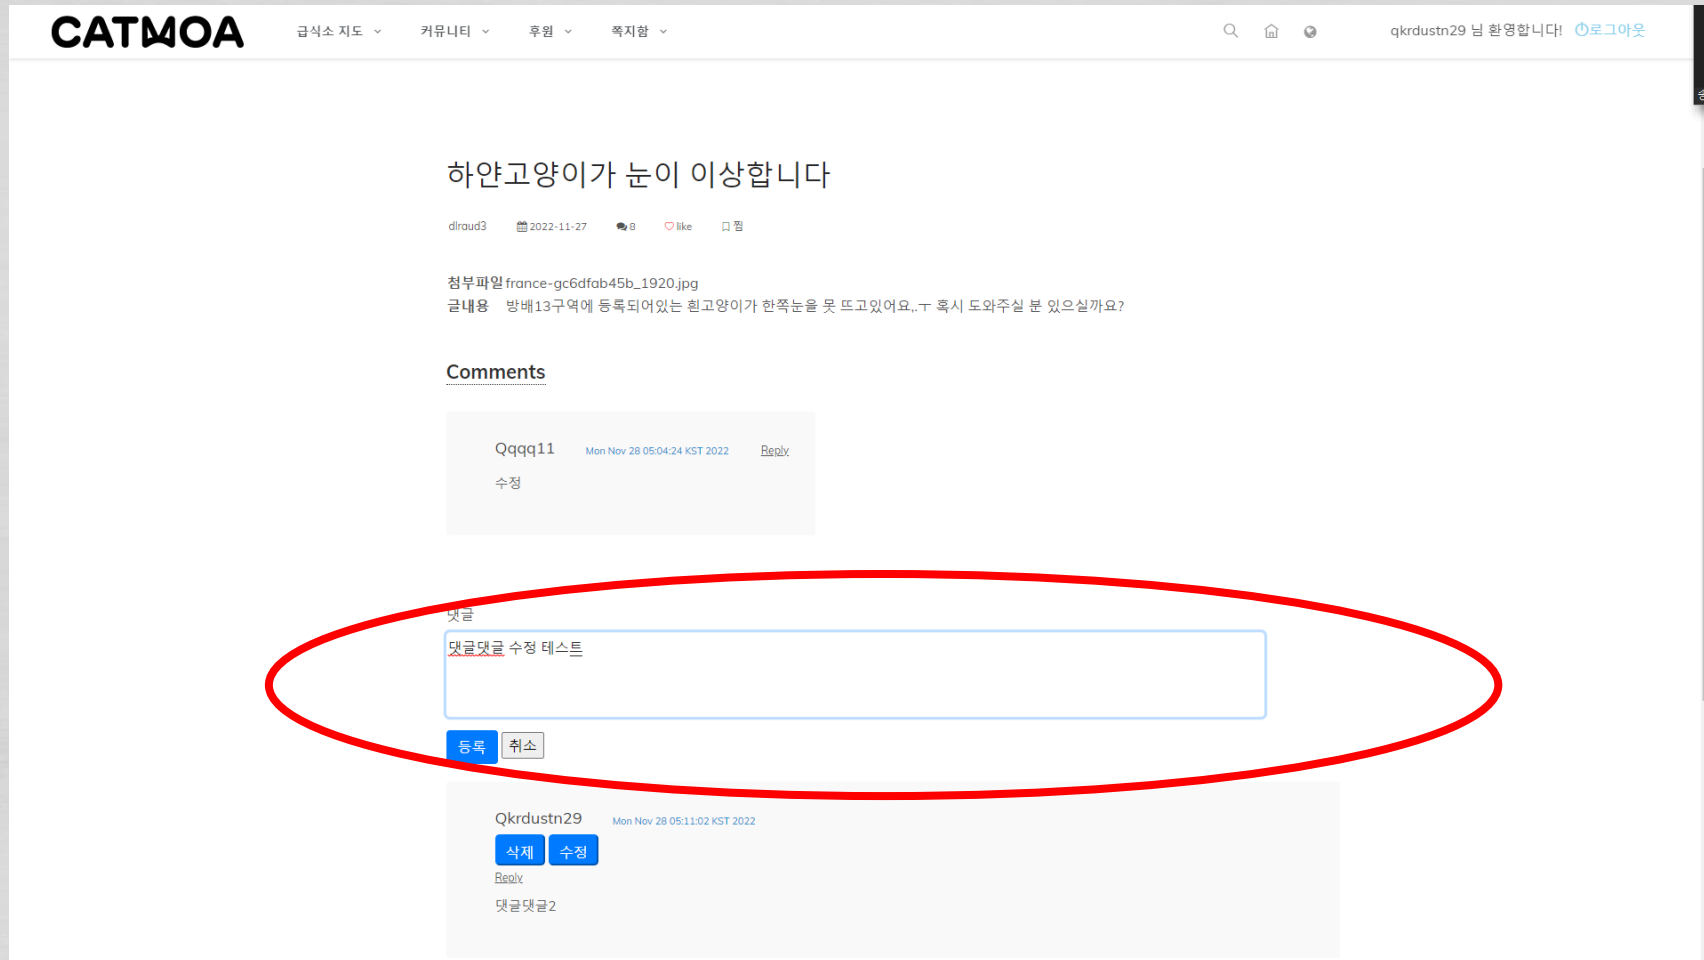 CATMOA 급식소 지도 커뮤니티 후원 쪽지함 qkrdustn29 님 환영합니다! 로그아웃
하얀고양이가 눈이 이상합니다
dlraud3 2022-11-27 8 like 찜
첨부파일 france-gc6dfab45b_1920.jpg
글내용 방배13구역에 등록되어있는 흰고양이가 한쪽눈을 못 뜨고있어요,.ㅜ 혹시 도와주실 분 있으실까요?
Comments
Qqqq11 Mon Nov 28 05:04:24 KST 2022 Reply
수정
댓글
댓글댓글 수정 테스트
등록 취소
Qkrdustn29 Mon Nov 28 05:11:02 KST 2022
삭제 수정
Reply
댓글댓글2